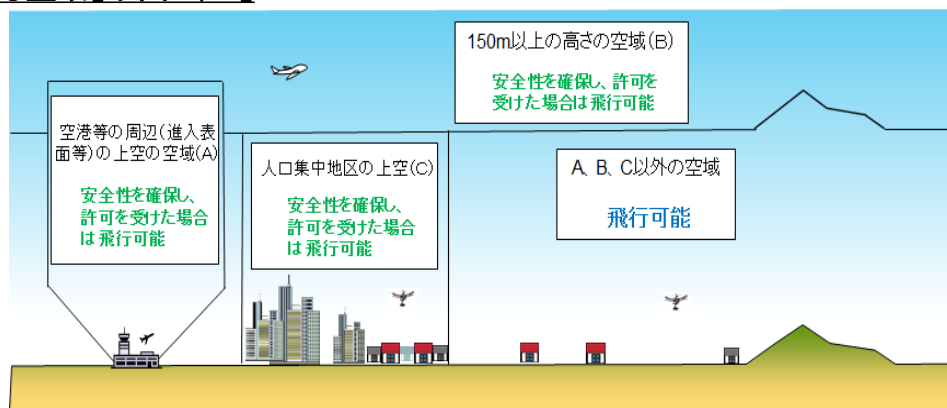 150m以上の高さの空域(B)
安全性を確保し、許可を
受けた場合は飛行可能
空港等の周辺(進入表
面等)の上空の空域(A)
安全性を確保し、
許可を受けた場合
は飛行可能
人口集中地区の上空(C)
安全性を確保し、
許可を受けた場合
は飛行可能
A、B、C以外の空域
飛行可能